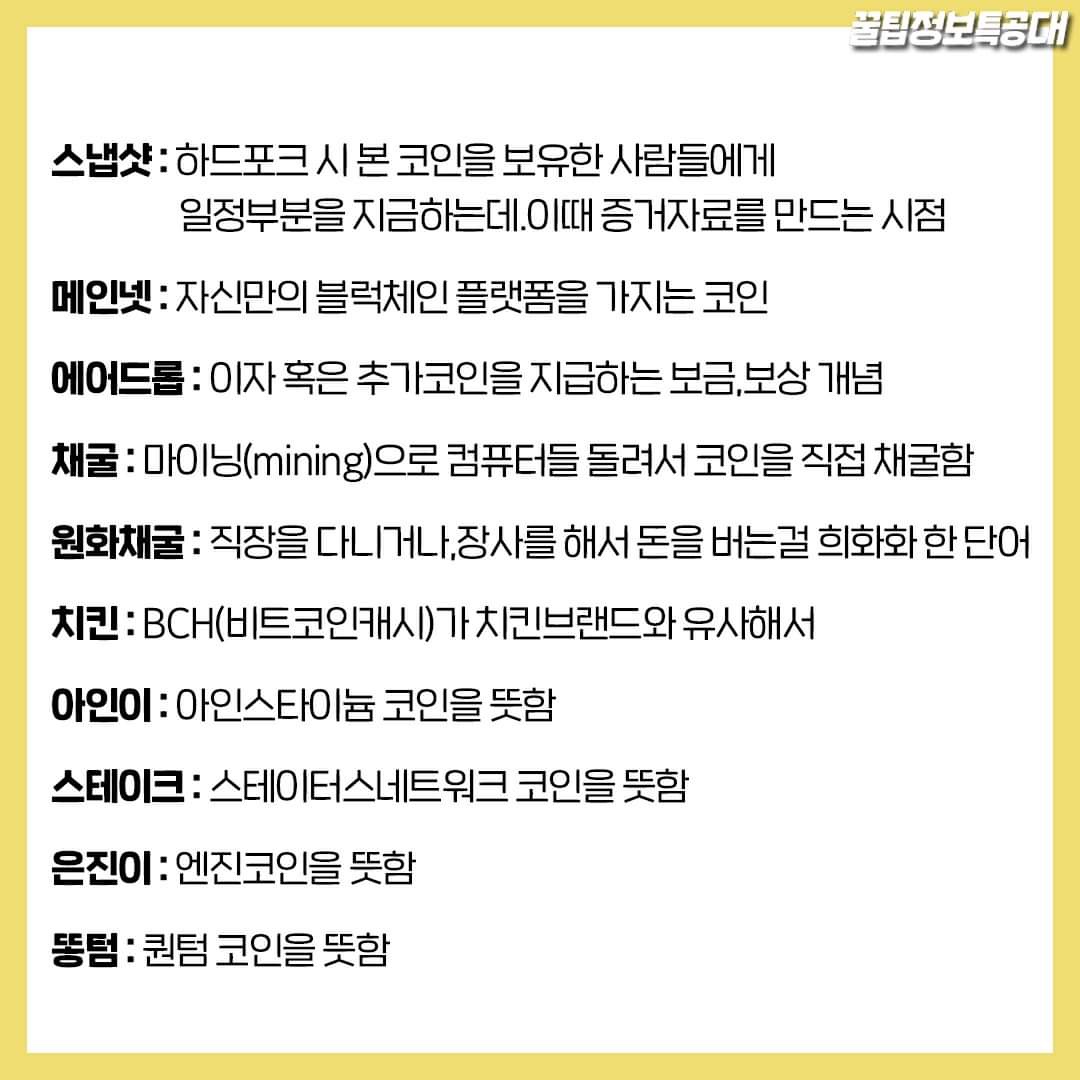 꿀팁정보특공대
스냅샷 : 하드포크 시 본 코인을 보유한 사람들에게
일정부분을 지금하는데.이때 증거자료를 만드는 시점
메인넷 : 자신만의 블럭체인 플랫폼을 가지는 코인
에어드롭 : 이자 혹은 추가코인을 지급하는 보금,보상 개념
채굴 : 마이닝(mining)으로 컴퓨터들 돌려서 코인을 직접 채굴함
원화채굴 : 직장을 다니거나,장사를 해서 돈을 버는걸 희화화 한 단어
치킨 : BCH(비트코인캐시)가 치킨브랜드와 유사해서
아인이 : 아인스타이늄 코인을 뜻함
스테이크 : 스테이터스네트워크 코인을 뜻함
은진이 : 엔진코인을 뜻함
똥텀 : 퀀텀 코인을 뜻함